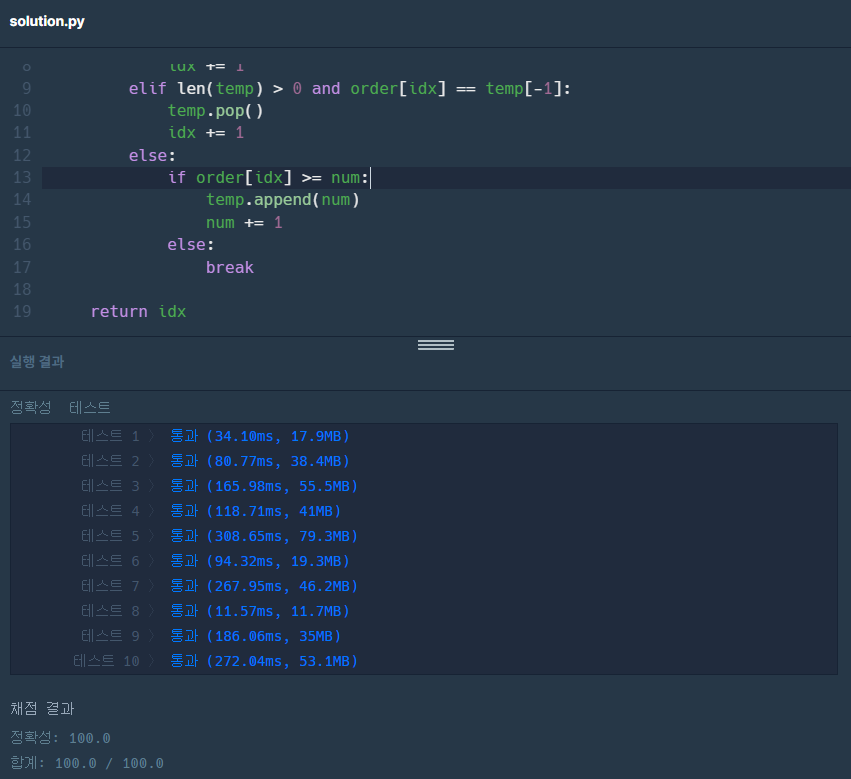 solution.py
8 idx += 1
9 elif len(temp) > 0 and order[idx] == temp[-1]:
10 temp.pop()
11 idx += 1
12 else:
13 if order[idx] >= num:
14 temp.append(num)
15 num += 1
16 else:
17 break
18
19 return idx
실행 결과
정확성 테스트
테스트 1 〉 통과 (34.10ms, 17.9MB)
테스트 2 〉 통과 (80.77ms, 38.4MB)
테스트 3 〉 통과 (165.98ms, 55.5MB)
테스트 4 〉 통과 (118.71ms, 41MB)
테스트 5 〉 통과 (308.65ms, 79.3MB)
테스트 6 〉 통과 (94.32ms, 19.3MB)
테스트 7 〉 통과 (267.95ms, 46.2MB)
테스트 8 〉 통과 (11.57ms, 11.7MB)
테스트 9 〉 통과 (186.06ms, 35MB)
테스트 10 〉 통과 (272.04ms, 53.1MB)
채점 결과
정확성: 100.0
합계: 100.0 / 100.0